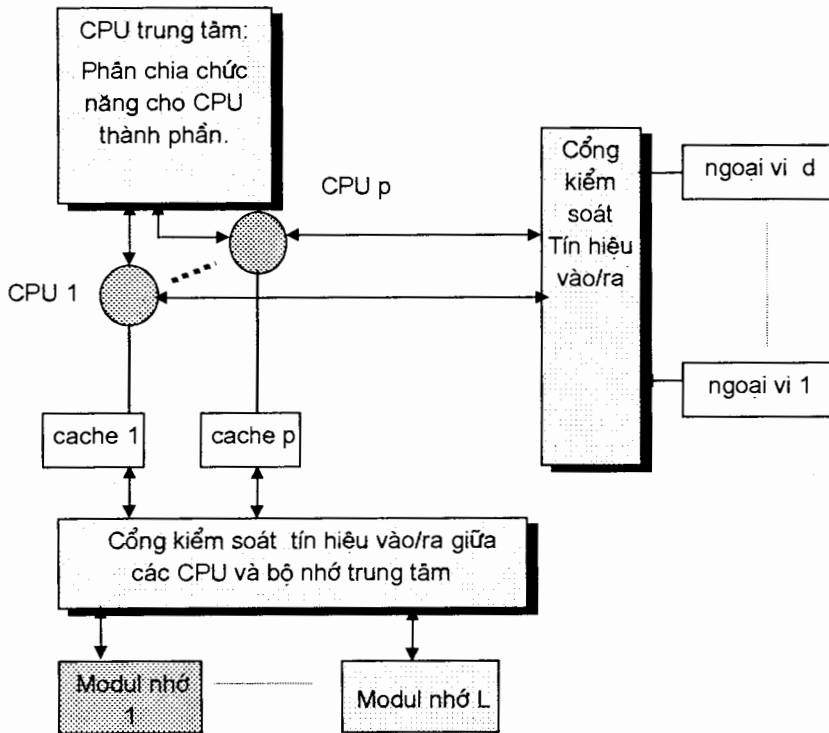 CPU trung tâm:
Phân chia chức
năng cho CPU
thành phần.
CPU p
CPU 1
Cổng
kiểm
soát
Tín hiệu
vào/ra
ngoại vi d
ngoại vi 1
cache 1
cache p
Cổng kiểm soát tín hiệu vào/ra giữa
các CPU và bộ nhớ trung tâm
Modul nhớ
1
Modul nhớ L